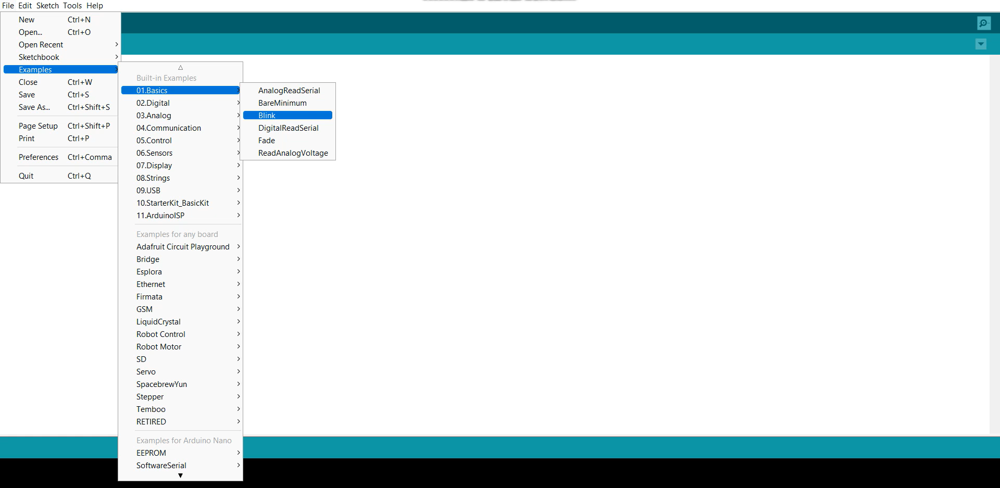 File Edit Sketch Tools Help
New Ctrl+N
Open... Ctrl+O
Open Recent
Sketchbook
Examples
Close Ctrl+W
Save Ctrl+S
Save As... Ctrl+Shift+S
Page Setup Ctrl+Shift+P
Print Ctrl+P
Preferences Ctrl+Comma
Quit Ctrl+Q
Built-in Examples
01.Basics
02.Digital
03.Analog
04.Communication
05.Control
06.Sensors
07.Display
08.Strings
09.USB
10.StarterKit_BasicKit
11.ArduinoISP
Examples for any board
Adafruit Circuit Playground
Bridge
Esplora
Ethernet
Firmata
GSM
LiquidCrystal
Robot Control
Robot Motor
SD
Servo
SpacebrewYun
Stepper
Temboo
RETIRED
Examples for Arduino Nano
EEPROM
SoftwareSerial
AnalogReadSerial
BareMinimum
Blink
DigitalReadSerial
Fade
ReadAnalogVoltage